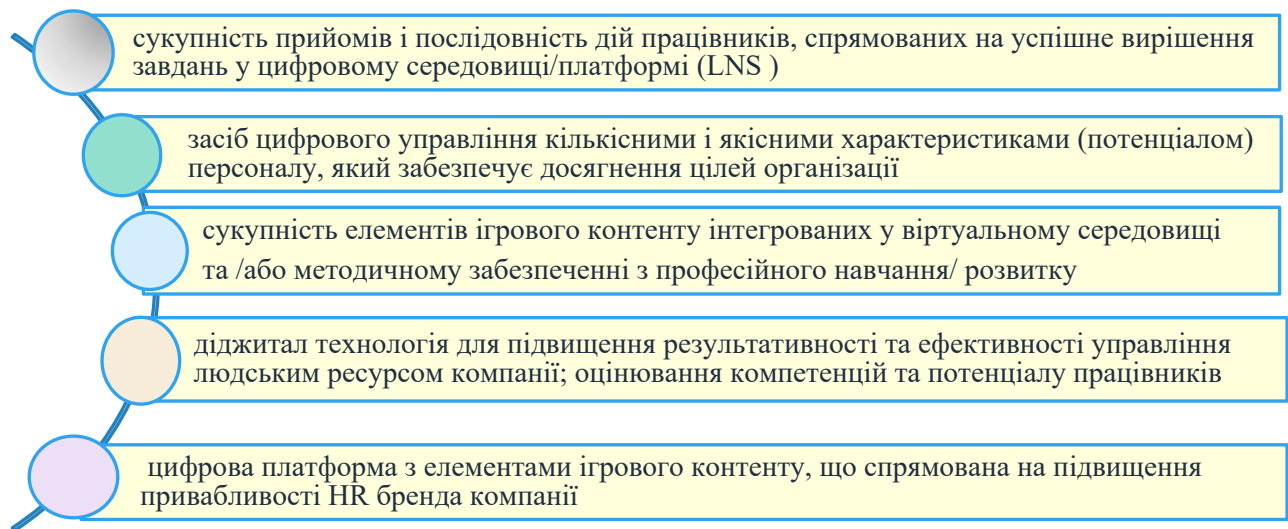 сукупність прийомів і послідовність дій працівників, спрямованих на успішне вирішення
завдань у цифровому середовищі/платформі (LNS )
засіб цифрового управління кількісними і якісними характеристиками (потенціалом)
персоналу, який забезпечує досягнення цілей організації
сукупність елементів ігрового контенту інтегрованих у віртуальному середовищі
та /або методичному забезпеченні з професійного навчання/ розвитку
діджитал технологія для підвищення результативності та ефективності управління
людським ресурсом компанії; оцінювання компетенцій та потенціалу працівників
цифрова платформа з елементами ігрового контенту, що спрямована на підвищення
привабливості HR бренда компанії